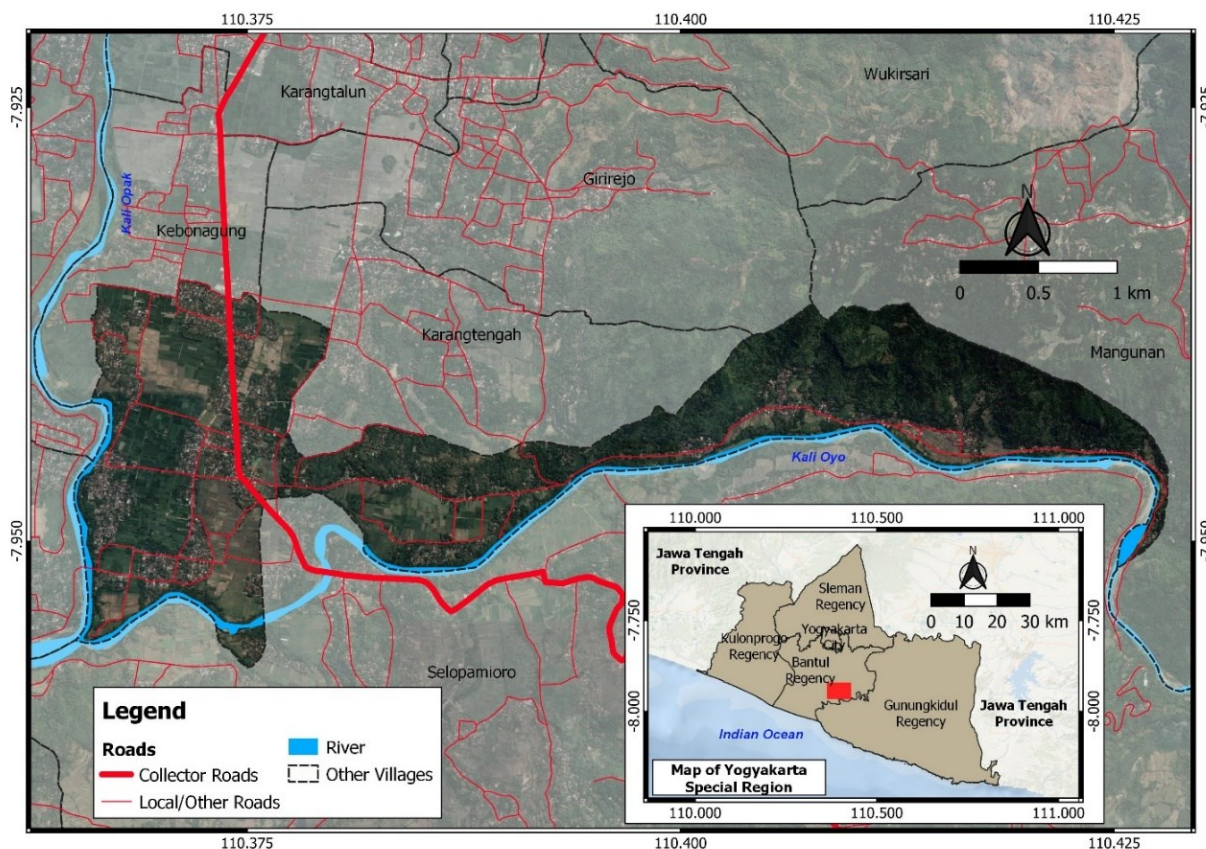 110.375
110.400
110.425
-7.925
-7.925
Karangtalun
Wukirsari
Girirejo
Kali Opak
Kebonagung
N
0 0.5 1 km
Karangtengah
Mangunan
Kali Oyo
-7.950
-7.950
Selopamioro
Legend
Roads
Collector Roads
Local/Other Roads
River
Other Villages
110.000
110.500
111.000
Jawa Tengah
Province
N
Sleman
Regency
0 10 20 30 km
-7.750
-7.750
Yogyakarta
City
Kulonprogo
Regency
Bantul
Regency
Gunungkidul
Regency
Jawa Tengah
Province
-8.000
-8.000
Indian Ocean
Map of Yogyakarta
Special Region
110.000
110.500
111.000
110.375
110.400
110.425